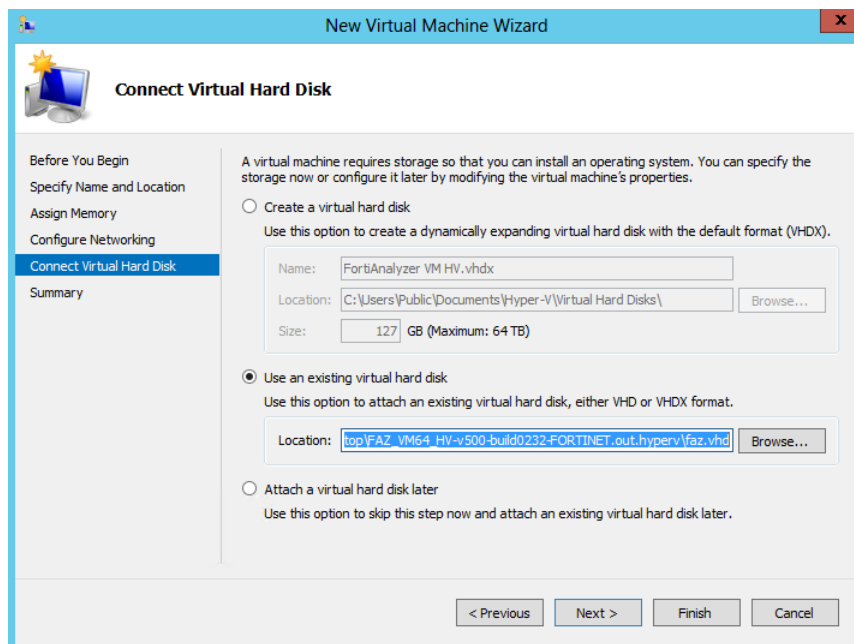 New Virtual Machine Wizard
x
Connect Virtual Hard Disk
Before You Begin
Specify Name and Location
Assign Memory
Configure Networking
Connect Virtual Hard Disk
Summary
A virtual machine requires storage so that you can install an operating system. You can specify the
storage now or configure it later by modifying the virtual machine's properties.
Create a virtual hard disk
Use this option to create a dynamically expanding virtual hard disk with the default format (VHDX).
Name: FortiAnalyzer VM HV.vhdx
Location: C:\Users\Public\Documents\Hyper-V\Virtual Hard Disks\ Browse...
Size: 127 GB (Maximum: 64 TB)
Use an existing virtual hard disk
Use this option to attach an existing virtual hard disk, either VHD or VHDX format.
Location: top\FAZ_VM64_HV-v500-build0232-FORTINET.out.hyperv\faz.vhd Browse...
Attach a virtual hard disk later
Use this option to skip this step now and attach an existing virtual hard disk later.
< Previous Next > Finish Cancel